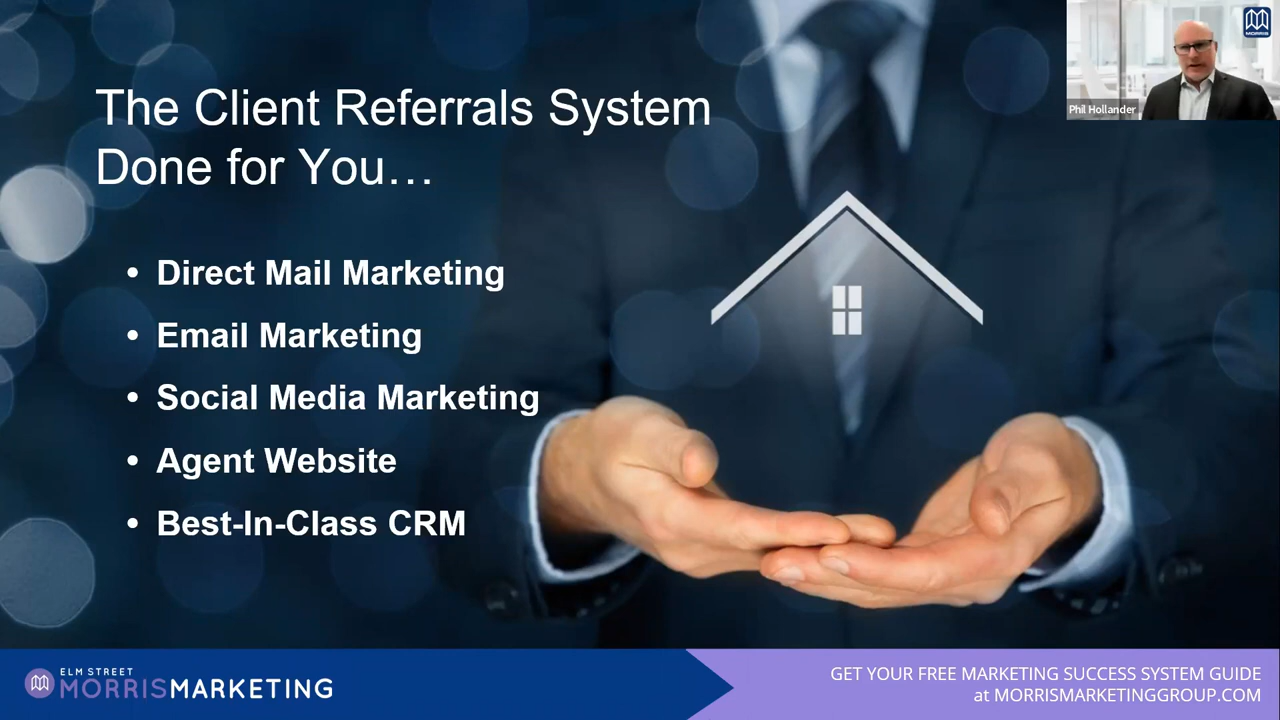 The Client Referrals System
Done for You…
• Direct Mail Marketing
• Email Marketing
• Social Media Marketing
• Agent Website
• Best-In-Class CRM
MORRIS
Phil Hollander
ELM STREET
MORRISMARKETING
GET YOUR FREE MARKETING SUCCESS SYSTEM GUIDE
at MORRISMARKETINGGROUP.COM